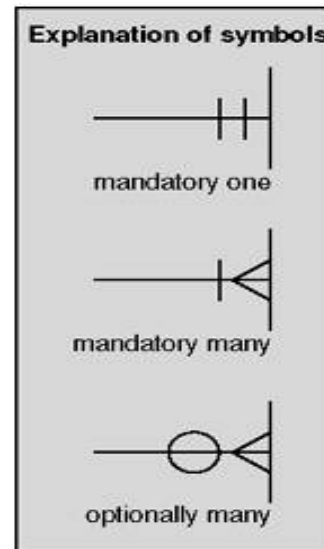 Explanation of symbols
mandatory one
mandatory many
optionally many